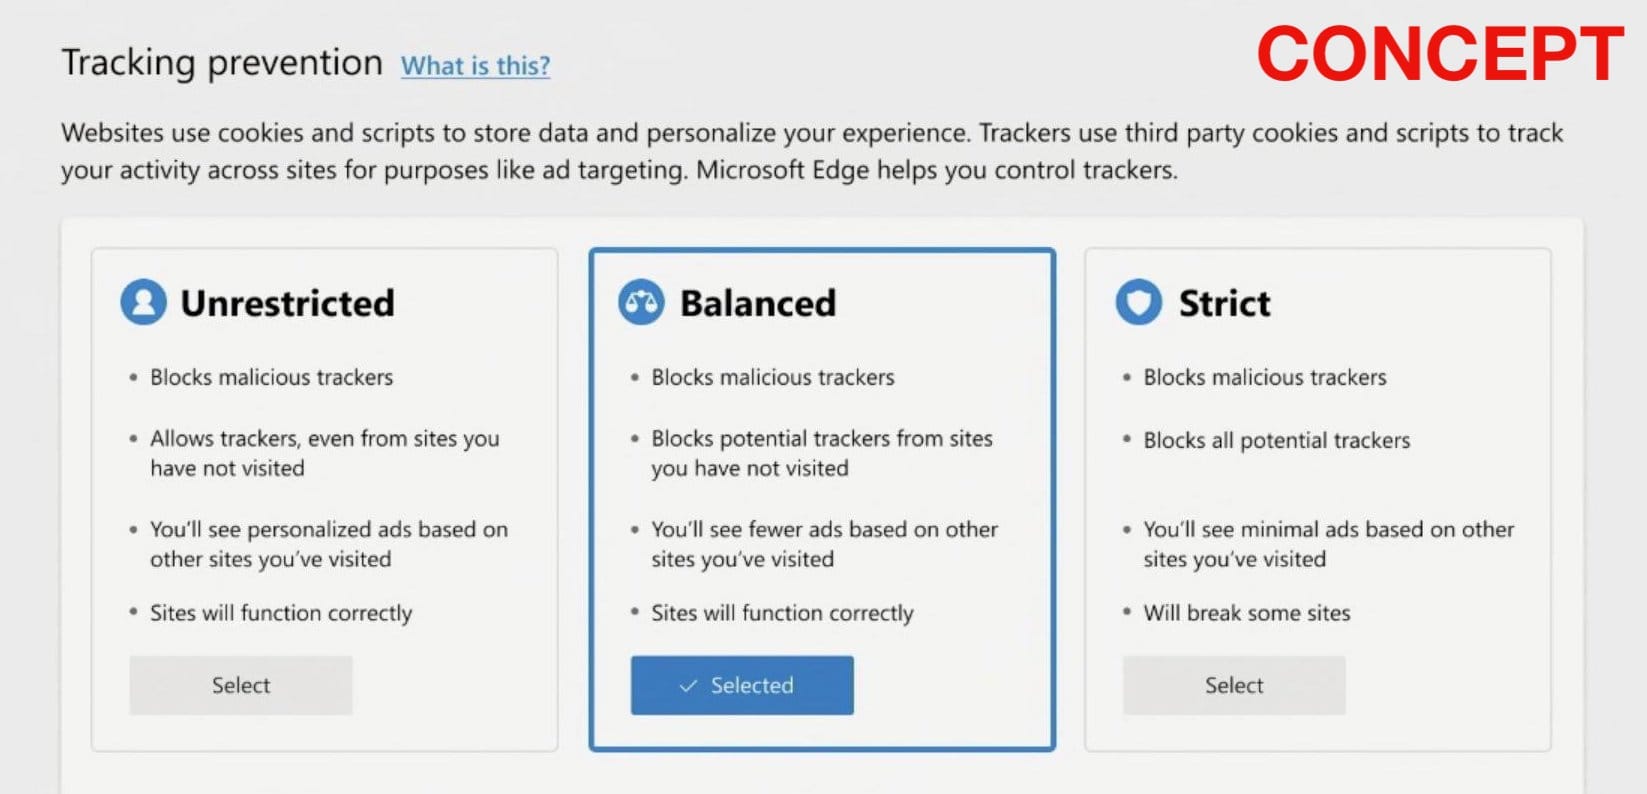 CONCEPT
Tracking prevention What is this?
Websites use cookies and scripts to store data and personalize your experience. Trackers use third party cookies and scripts to track
your activity across sites for purposes like ad targeting. Microsoft Edge helps you control trackers.
Unrestricted
• Blocks malicious trackers
• Allows trackers, even from sites you
have not visited
• You'll see personalized ads based on
other sites you've visited
• Sites will function correctly
Select
Balanced
• Blocks malicious trackers
• Blocks potential trackers from sites
you have not visited
• You'll see fewer ads based on other
sites you've visited
• Sites will function correctly
✓ Selected
Strict
• Blocks malicious trackers
• Blocks all potential trackers
• You'll see minimal ads based on other
sites you've visited
• Will break some sites
Select